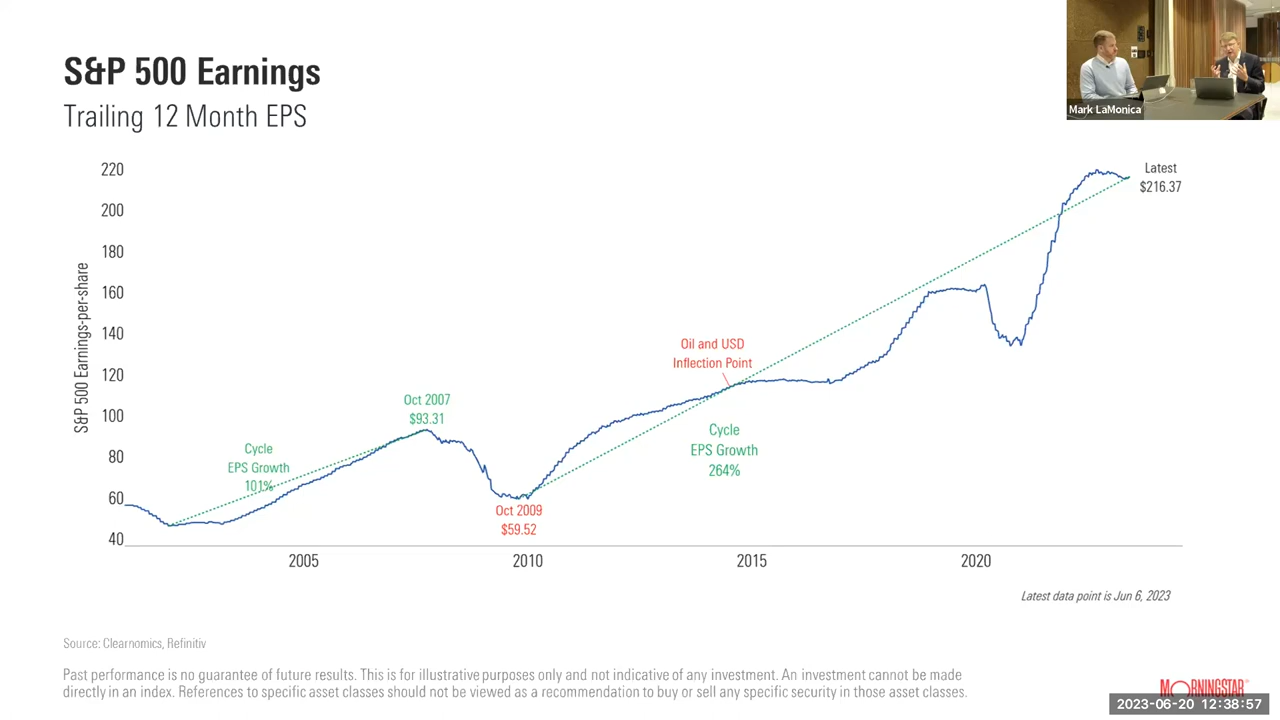 S&P 500 Earnings
Trailing 12 Month EPS
Mark LaMonica
S&P 500 Earnings-per-share
220
200
180
160
140
120
100
80
60
40
Cycle
EPS Growth
101%
Oct 2007
$93.31
Oct 2009
$59.52
Oil and USD
Inflection Point
Cycle
EPS Growth
264%
Latest
$216.37
2005
2010
2015
2020
Latest data point is Jun 6, 2023
Source: Clearnomics, Refinitiv
Past performance is no guarantee of future results. This is for illustrative purposes only and not indicative of any investment. An investment cannot be made
directly in an index. References to specific asset classes should not be viewed as a recommendation to buy or sell any specific security in those asset classes.
MORNINGSTAR®
2023-06-20 12:38:57